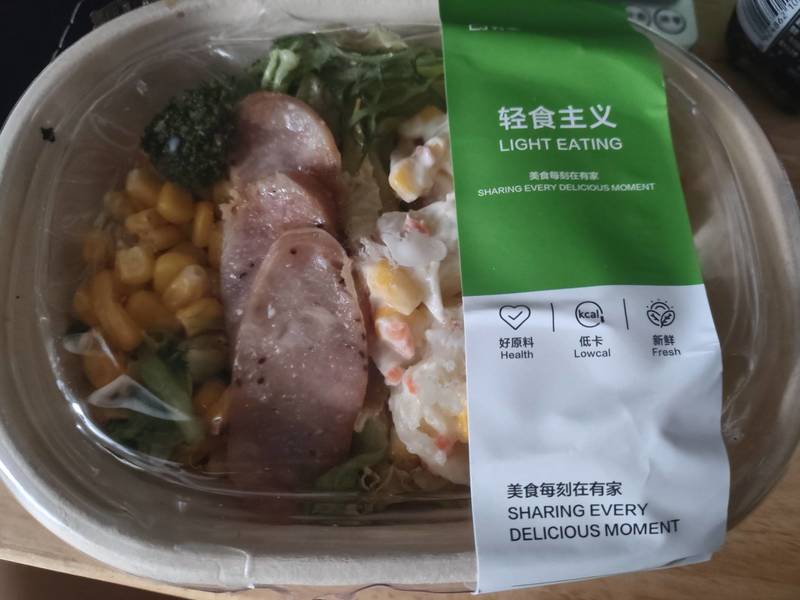 轻食主义
LIGHT EATING
美食每刻在有家
SHARING EVERY DELICIOUS MOMENT
kcal
好原料
Health
低卡
Lowcal
新鲜
Fresh
美食每刻在有家
SHARING EVERY
DELICIOUS MOMENT